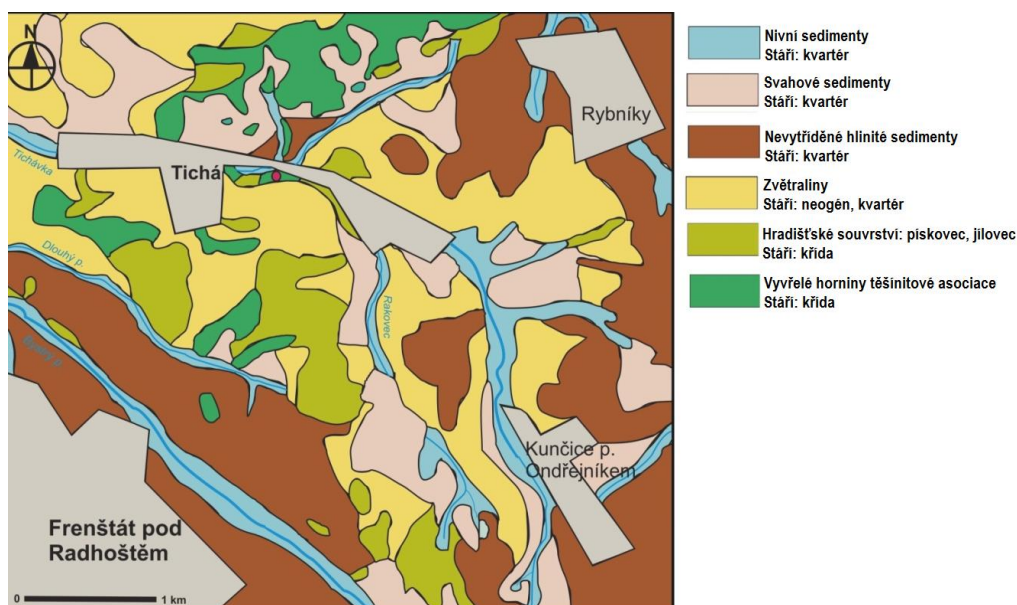 N
Rybníky
Tichá
Tichávka
Dlouhý p.
Rakovec
Bystrý p.
Kunčice p.
Ondřejníkem
Frenštát pod
Radhoštěm
0 1 km
Nivní sedimenty
Stáří: kvartér
Svahové sedimenty
Stáří: kvartér
Nevytříděné hlinité sedimenty
Stáří: kvartér
Zvětraliny
Stáří: neogén, kvartér
Hradišťské souvrství: pískovec, jílovec
Stáří: křída
Vyvřelé horniny těšinitové asociace
Stáří: křída